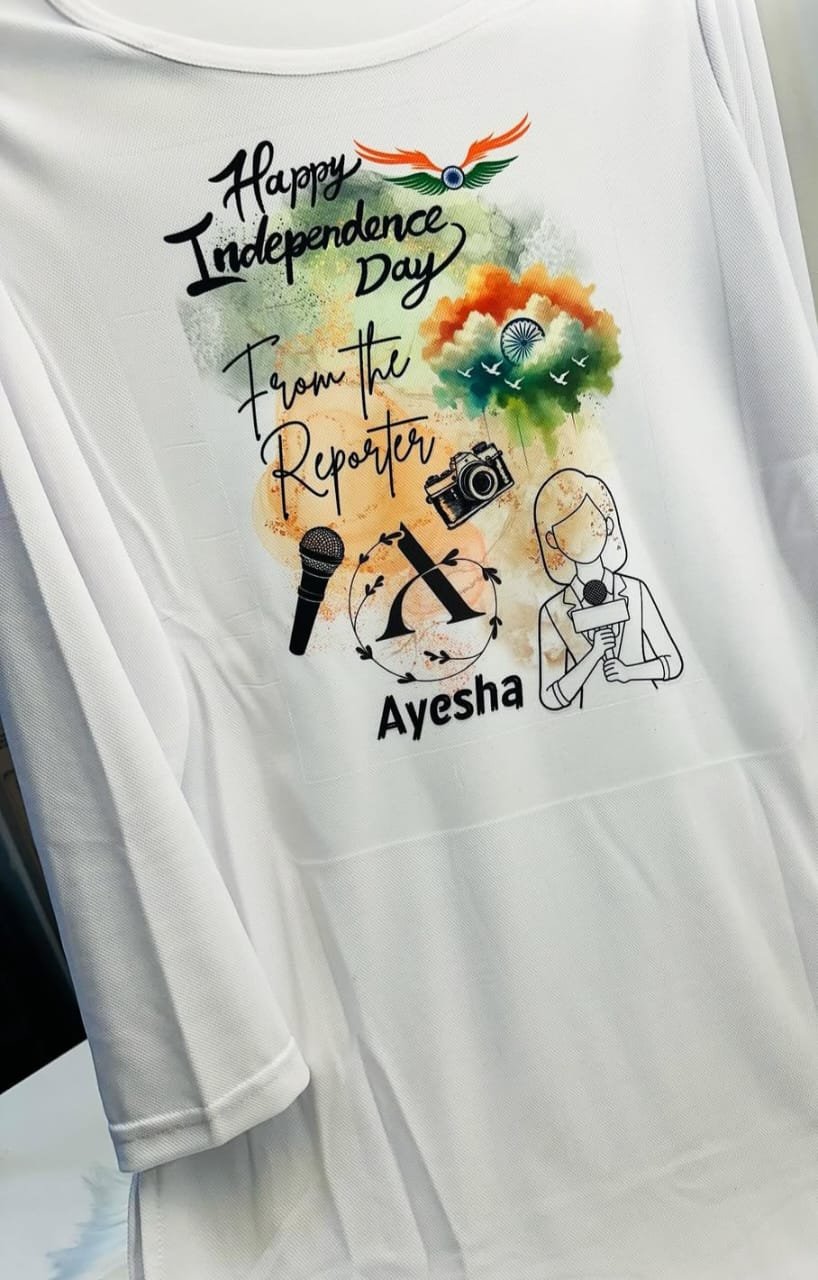 Happy
Independence
Day
From the
Reporter
A
Ayesha